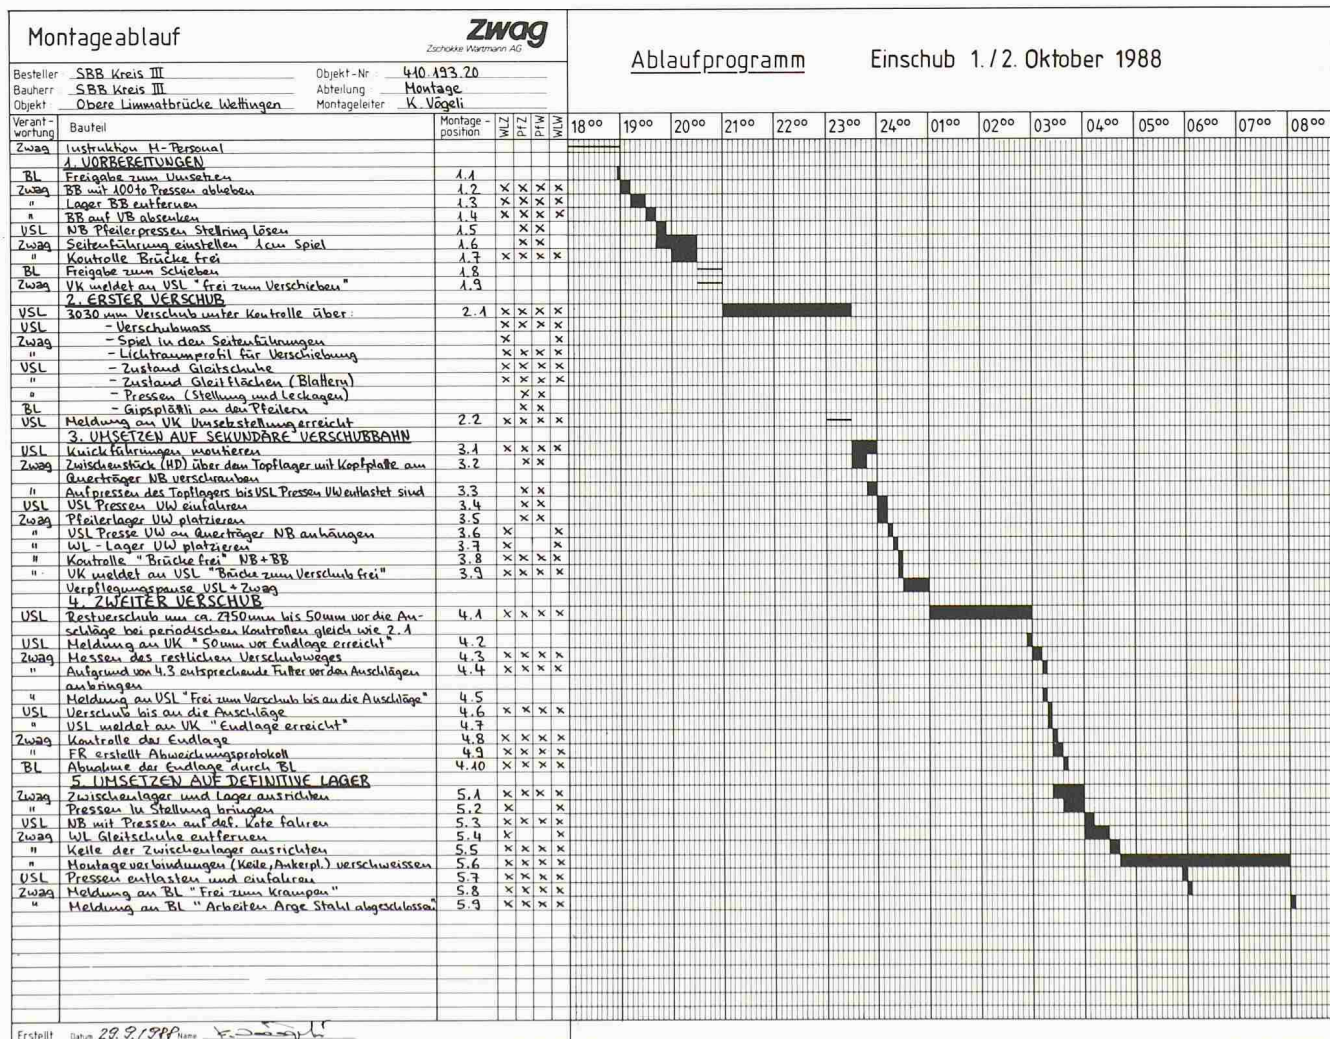 Montageablauf
Zwag
Zschokke Wartmann AG
Ablaufprogramm Einschub 1./2. Oktober 1988
Besteller SBB Kreis III Objekt-Nr 410.193.20
Bauherr SBB Kreis III Abteilung Montage
Objekt Obere Limmatbrücke Wettingen Montageleiter K. Vögeli
Verant-wortung Bauteil Montage-position WLZ PfZ PfW WLW 18⁰⁰ 19⁰⁰ 20⁰⁰ 21⁰⁰ 22⁰⁰ 23⁰⁰ 24⁰⁰ 01⁰⁰ 02⁰⁰ 03⁰⁰ 04⁰⁰ 05⁰⁰ 06⁰⁰ 07⁰⁰ 08⁰⁰
Zwag Instruktion M-Personal
1. VORBEREITUNGEN
BL Freigabe zum Umsetzen 1.1
Zwag BB mit 100to Pressen abheben 1.2 x x x x
" Lager BB entfernen 1.3 x x x x
" BB auf VB absenken 1.4 x x x x
USL NB Pfeilerpressen Stellring lösen 1.5 x x
Zwag Seitenführung einstellen 1cm Spiel 1.6 x x
" Kontrolle Brücke frei 1.7 x x x x
BL Freigabe zum Schieben 1.8
Zwag VK meldet an USL "frei zum Verschieben" 1.9
2. ERSTER VERSCHUB
USL 3030 mm Verschub unter Kontrolle über: 2.1 x x x x
USL - Verschubmass x x x x
Zwag - Spiel in den Seitenführungen x x
" - Lichtraumprofil für Verschiebung x x x x
USL - Zustand Gleitschuhe x x x x
" - Zustand Gleitflächen (Blattern) x x x x
" - Pressen (Stellung und Leckagen) x x
BL - Gipsplättli an den Pfeilern x x
USL Meldung an VK Umsetzstellung erreicht 2.2 x x x x
3. UMSETZEN AUF SEKUNDÄRE VERSCHUBBAHN
USL Knickführungen montieren 3.1 x x x x
Zwag Zwischenstück (HD) über dem Topflager mit Kopfplatte am 3.2 x x
Querträger NB verschrauben
" Aufpressen des Topflagers bis USL Pressen UW entlastet sind 3.3 x x
USL USL Pressen UW einfahren 3.4 x x
Zwag Pfeilerlager UW platzieren 3.5 x x
" USL Presse UW an Querträger NB anhängen 3.6 x x
" WL - Lager UW platzieren 3.7 x x
" Kontrolle "Brücke frei" NB+BB 3.8 x x x x
" VK meldet an USL "Brücke zum Verschub frei" 3.9 x x x x
Verpflegungspause USL + Zwag
4. ZWEITER VERSCHUB
USL Restverschub um ca. 2750mm bis 50mm vor die An- 4.1 x x x x
schläge bei periodischen Kontrollen gleich wie 2.1
USL Meldung an VK "50mm vor Endlage erreicht" 4.2
Zwag Messen des restlichen Verschubweges 4.3 x x x x
" Aufgrund von 4.3 entsprechende Futter vor den Anschlägen 4.4 x x x x
anbringen
" Meldung an USL "Frei zum Verschub bis an die Anschläge" 4.5
USL Verschub bis an die Anschläge 4.6 x x x x
" USL meldet an VK "Endlage erreicht" 4.7
Zwag Kontrolle der Endlage 4.8 x x x x
" FR erstellt Abweichungsprotokoll 4.9 x x x x
BL Abnahme der Endlage durch BL 4.10 x x x x
5. UMSETZEN AUF DEFINITIVE LAGER
Zwag Zwischenlager und Lager ausrichten 5.1 x x x x
" Pressen in Stellung bringen 5.2 x x
USL NB mit Pressen auf def. Kote fahren 5.3 x x x x
Zwag WL Gleitschuhe entfernen 5.4 x x
" Keile der Zwischenlager ausrichten 5.5 x x x x
" Montageverbindungen (Keile, Ankerpl.) verschweissen 5.6 x x x x
USL Pressen entlasten und einfahren 5.7 x x x x
Zwag Meldung an BL "Frei zum Krampen" 5.8 x x x x
" Meldung an BL "Arbeiten Arge Stahl abgeschlossen" 5.9 x x x x
Erstellt Datum 29.9.1988 Name K. Vögeli